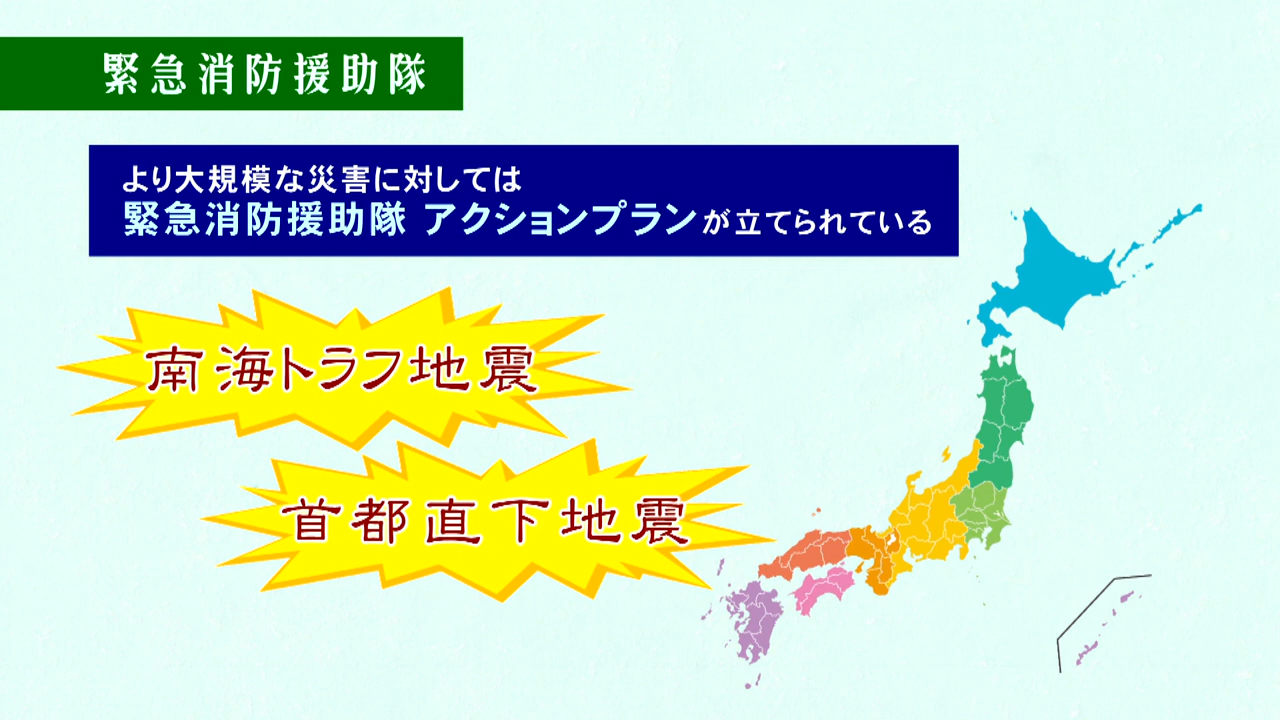 緊急消防援助隊
より大規模な災害に対しては
緊急消防援助隊 アクションプランが立てられている
南海トラフ地震
首都直下地震